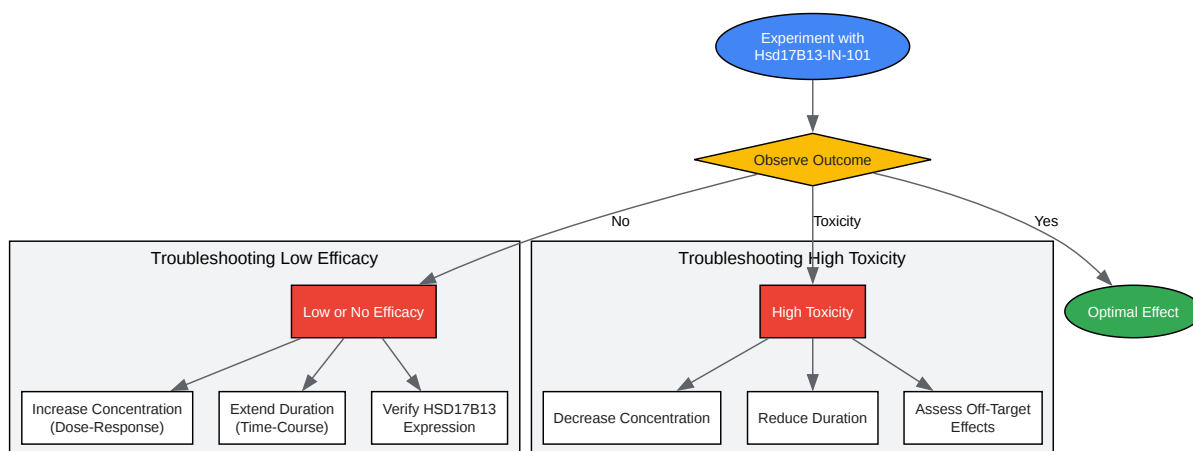 Experiment with
Hsd17B13-IN-101
Observe Outcome
No
Toxicity
Yes
Troubleshooting Low Efficacy
Troubleshooting High Toxicity
Low or No Efficacy
High Toxicity
Optimal Effect
Increase Concentration
(Dose-Response)
Extend Duration
(Time-Course)
Verify HSD17B13
Expression
Decrease Concentration
Reduce Duration
Assess Off-Target
Effects